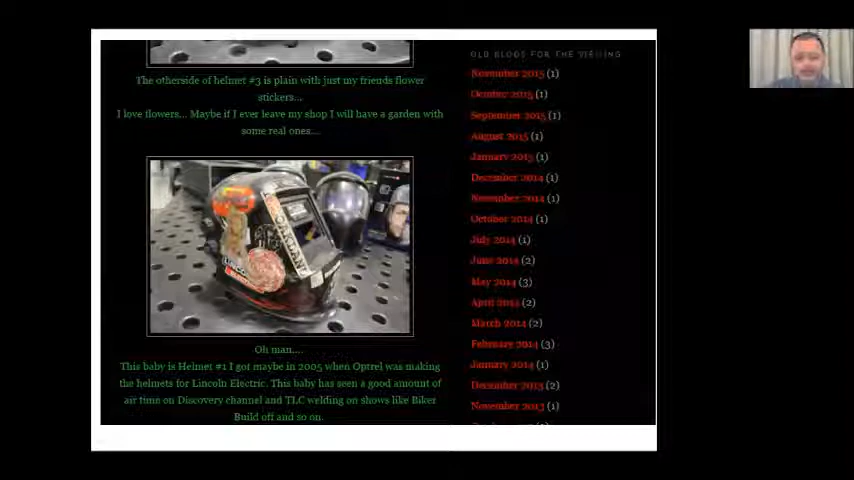 The otherside of helmet #3 is plain with just my friends flower
stickers...
I love flowers... Maybe if I ever leave my shop I will have a garden with
some real ones...
Oh man....
This baby is Helmet #1 I got maybe in 2005 when Optrel was making
the helmets for Lincoln Electric. This baby has seen a good amount of
air time on Discovery channel and TLC welding on shows like Biker
Build off and so on.
OLD BLOGS FOR THE VIEWING
November 2015 (1)
October 2015 (1)
September 2015 (1)
August 2015 (1)
January 2015 (1)
December 2014 (1)
November 2014 (1)
October 2014 (1)
July 2014 (1)
June 2014 (2)
May 2014 (3)
April 2014 (2)
March 2014 (2)
February 2014 (3)
January 2014 (1)
December 2013 (2)
November 2013 (1)